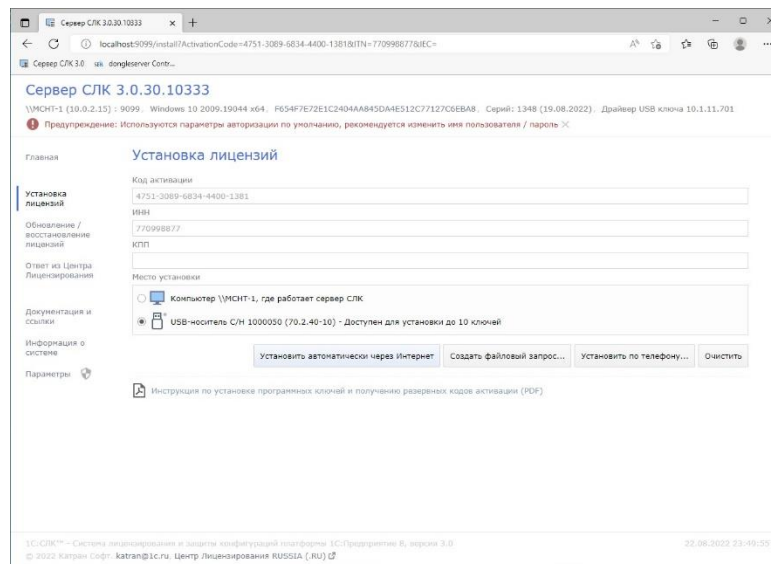 Сервер СЛК 3.0.30.10333
localhost:9099/install?ActivationCode=4751-3089-6834-4400-1381&ITN=770998877&IEC=
Сервер СЛК 3.0 dongleserver Contr...
Сервер СЛК 3.0.30.10333
\\МСНТ-1 (10.0.2.15) : 9099, Windows 10 2009.19044 x64, F654F7E72E1C2404AA845DA4E512C77127C6EBA8, Серий: 1348 (19.08.2022), Драйвер USB ключа 10.1.11.701
Предупреждение: Используются параметры авторизации по умолчанию, рекомендуется изменить имя пользователя / пароль
Главная
Установка лицензий
Обновление / восстановление лицензий
Ответ из Центра Лицензирования
Документация и ссылки
Информация о системе
Параметры
Установка лицензий
Код активации
4751-3089-6834-4400-1381
ИНН
770998877
КПП
Место установки
Компьютер \\МСНТ-1, где работает сервер СЛК
USB-носитель С/Н 1000050 (70.2.40-10) - Доступен для установки до 10 ключей
Установить автоматически через Интернет Создать файловый запрос... Установить по телефону... Очистить
Инструкция по установке программных ключей и получению резервных кодов активации (PDF)
1С:СЛК™ – Система лицензирования и защиты конфигураций платформы 1С:Предприятие 8, версия 3.0
22.08.2022 23:40:55
© 2022 Катран Софт, katran@1c.ru, Центр Лицензирования RUSSIA (.RU)